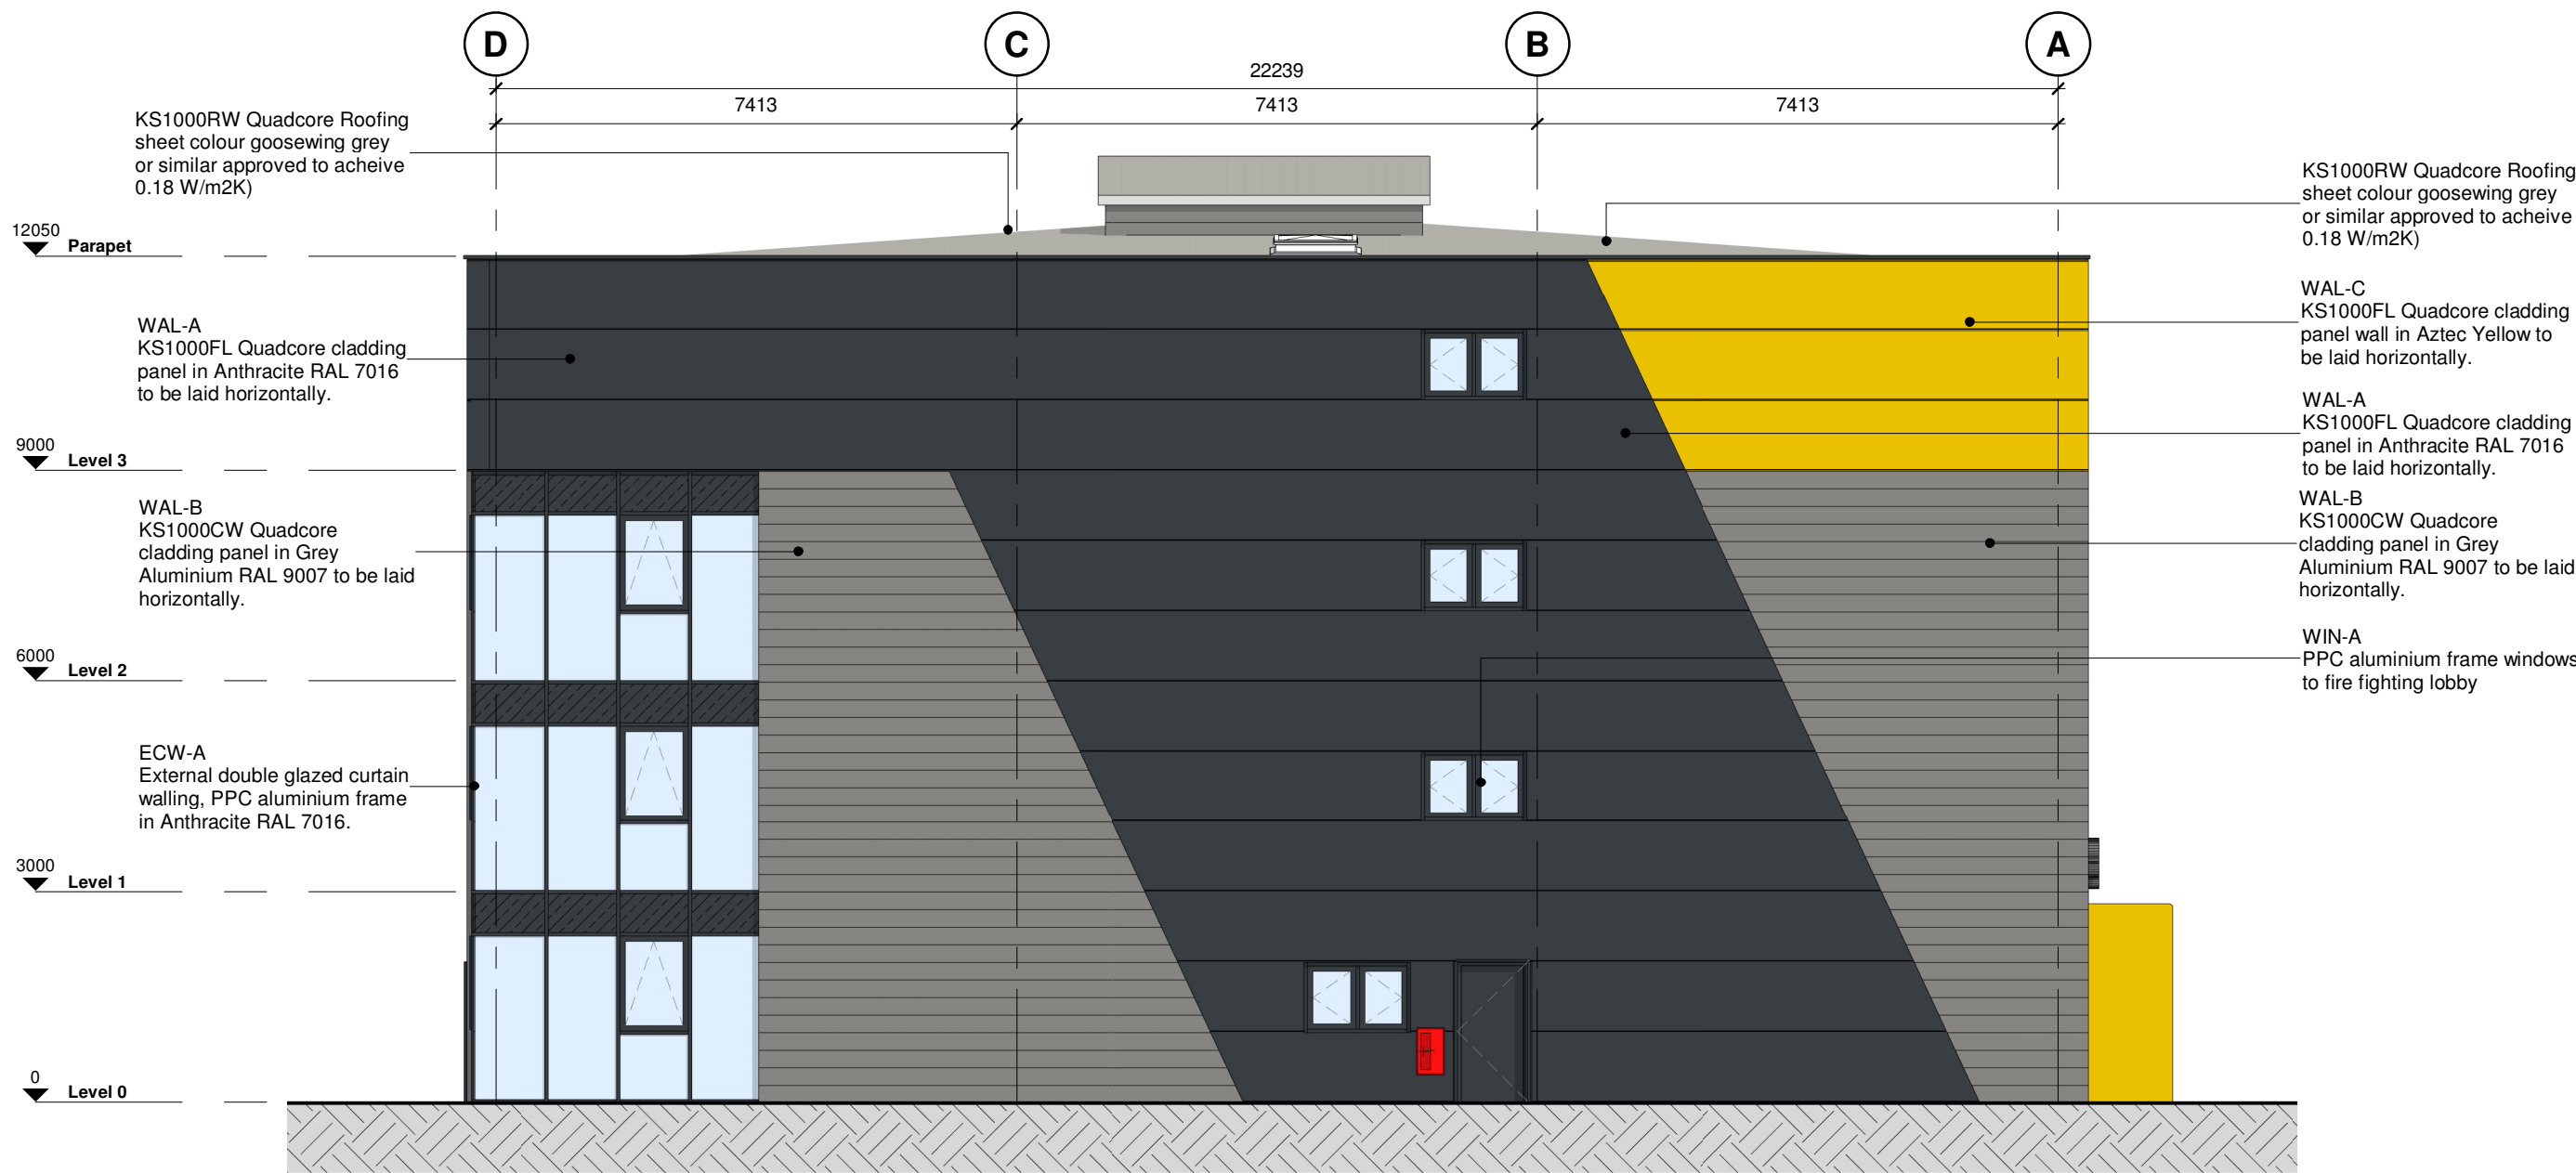 D
C
B
A
22239
7413
7413
7413
KS1000RW Quadcore Roofing
sheet colour goosewing grey
or similar approved to acheive
0.18 W/m2K)
12050
Parapet
WAL-A
KS1000FL Quadcore cladding
panel in Anthracite RAL 7016
to be laid horizontally.
9000
Level 3
WAL-B
KS1000CW Quadcore
cladding panel in Grey
Aluminium RAL 9007 to be laid
horizontally.
6000
Level 2
ECW-A
External double glazed curtain
walling, PPC aluminium frame
in Anthracite RAL 7016.
3000
Level 1
0
Level 0
KS1000RW Quadcore Roofing
sheet colour goosewing grey
or similar approved to acheive
0.18 W/m2K)
WAL-C
KS1000FL Quadcore cladding
panel wall in Aztec Yellow to
be laid horizontally.
WAL-A
KS1000FL Quadcore cladding
panel in Anthracite RAL 7016
to be laid horizontally.
WAL-B
KS1000CW Quadcore
cladding panel in Grey
Aluminium RAL 9007 to be laid
horizontally.
WIN-A
PPC aluminium frame windows
to fire fighting lobby